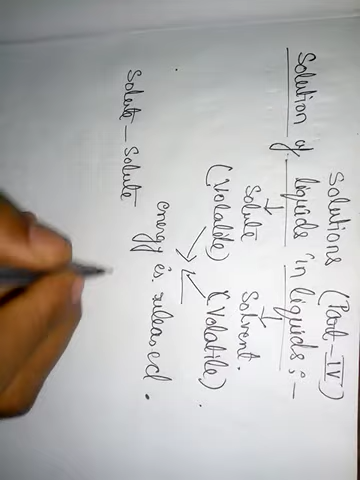 Solutions (Part-IV)
Solution of liquids in liquids :-
Solute Solvent.
(Volatile) (Volatile).
energy is released.
Solute - Solute